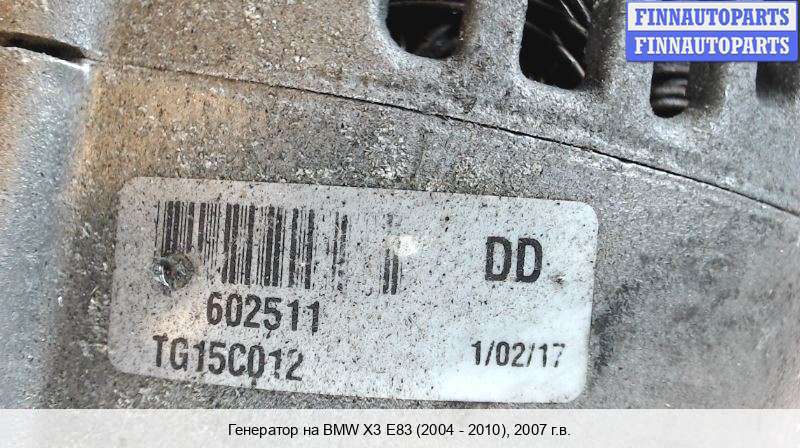 FINNAUTOPARTS
FINNAUTOPARTS
DD
602511
TG15C012
1/02/17
Генератор на BMW X3 E83 (2004 - 2010), 2007 г.в.